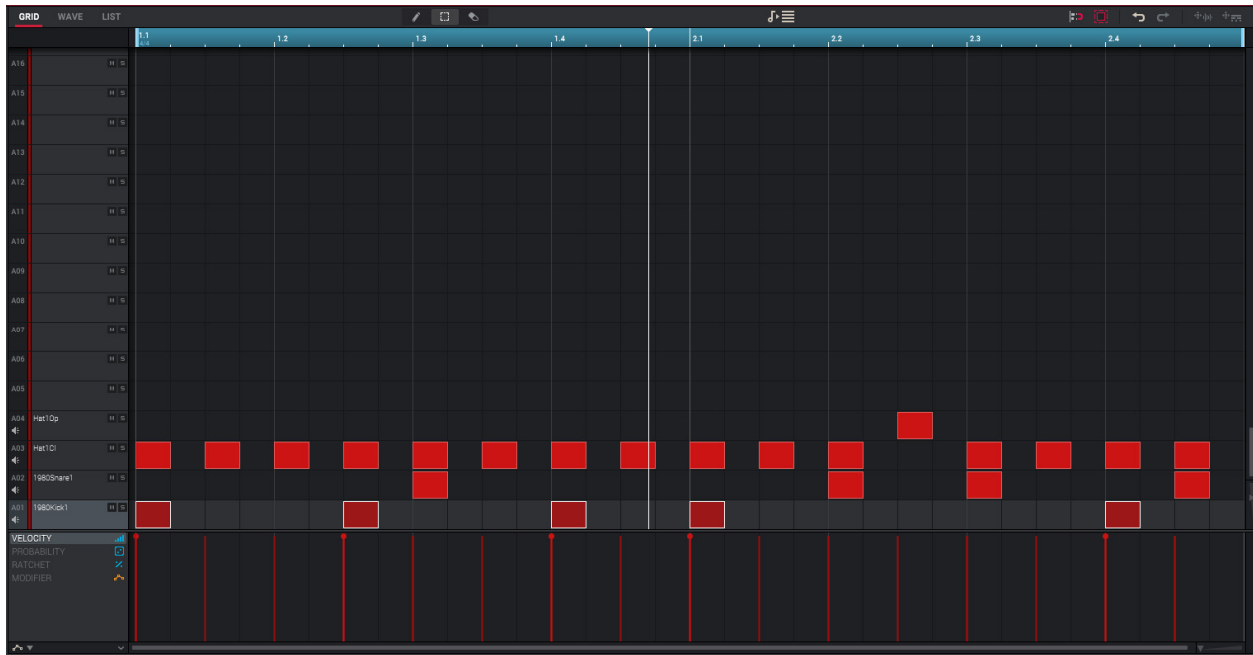 GRID WAVE LIST
1.1 1.2 1.3 1.4 2.1 2.2 2.3 2.4
4/4
A16 M S
A15 M S
A14 M S
A13 M S
A12 M S
A11 M S
A10 M S
A09 M S
A08 M S
A07 M S
A06 M S
A05 M S
A04 Hat1Op M S
A03 Hat1Cl M S
A02 1980Snare1 M S
A01 1980Kick1 M S
VELOCITY
PROBABILITY
RATCHET
MODIFIER